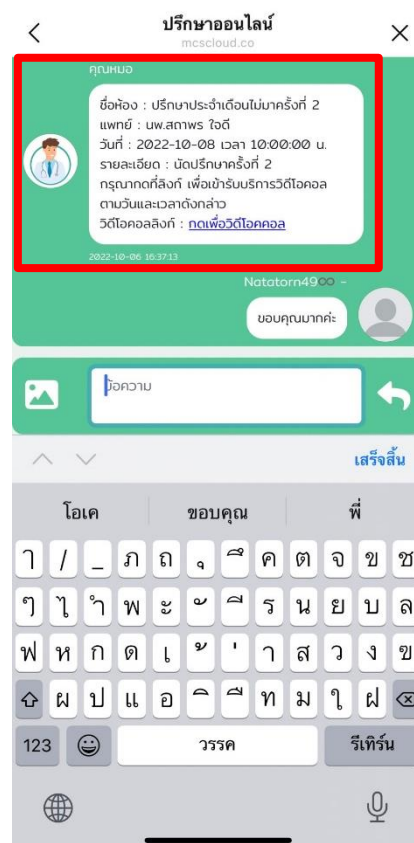 ปรึกษาออนไลน์
mcscloud.co
คุณหมอ
ชื่อห้อง : ปรึกษาประจำเดือนไม่มาครั้งที่ 2
แพทย์ : นพ.สถาพร ใจดี
วันที่ : 2022-10-08 เวลา 10:00:00 น.
รายละเอียด : นัดปรึกษาครั้งที่ 2
กรุณากดที่ลิงก์ เพื่อเข้ารับบริการวิดีโอคอล
ตามวันและเวลาดังกล่าว
วิดีโอคอลลิงก์ : กดเพื่อวิดีโอคคอล
2022-10-06 16:37:13
Natatorn49
ขอบคุณมากค่ะ
ข้อความ
เสร็จสิ้น
โอเค ขอบคุณ พี่
ๅ / _ ภ ถ ุ ึ ค ต จ ข ช
ๆ ไ ำ พ ะ ั ี ร น ย บ ล
ฟ ห ก ด เ ้ ่ า ส ว ง ฃ
ผ ป แ อ ิ ื ท ม ใ ฝ
123 วรรค รีเทิร์น